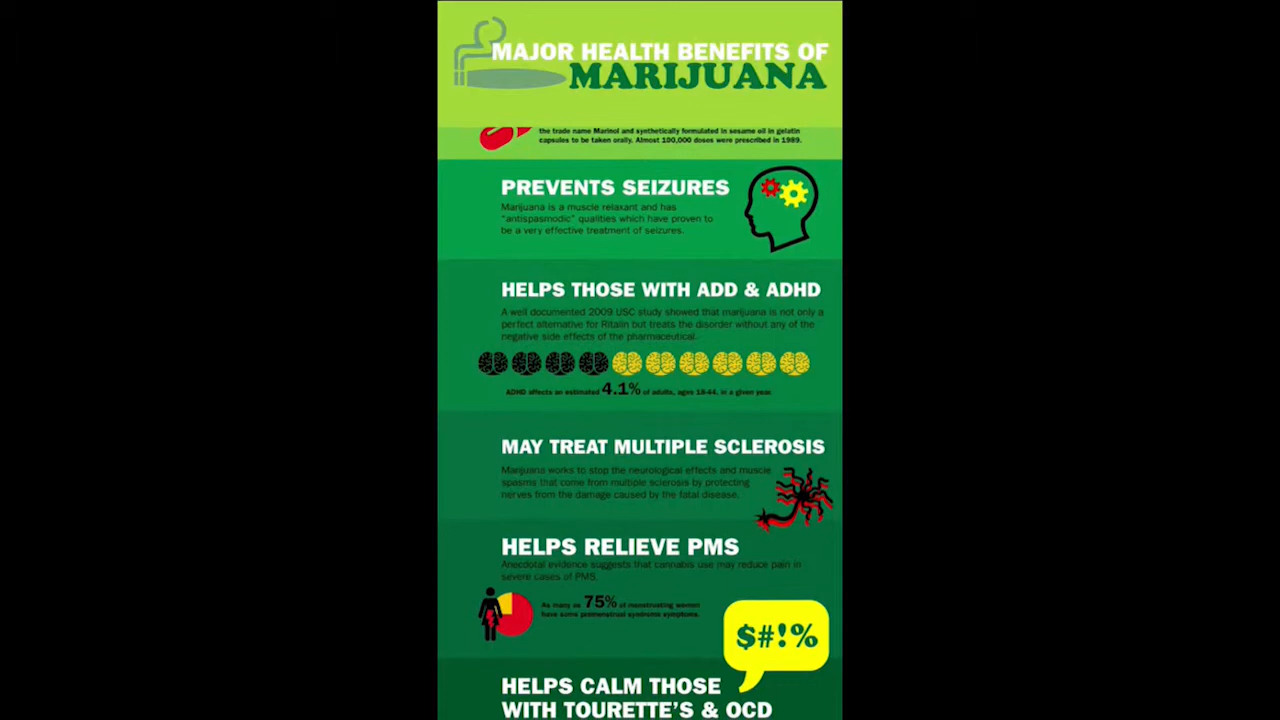 MAJOR HEALTH BENEFITS OF
MARIJUANA
the trade name Marinol and synthetically formulated in sesame oil in gelatin
capsules to be taken orally. Almost 100,000 doses were prescribed in 1989.
PREVENTS SEIZURES
Marijuana is a muscle relaxant and has
"antispasmodic" qualities which have proven to
be a very effective treatment of seizures.
HELPS THOSE WITH ADD & ADHD
A well documented 2009 USC study showed that marijuana is not only a
perfect alternative for Ritalin but treats the disorder without any of the
negative side effects of the pharmaceutical.
ADHD affects an estimated 4.1% of adults, ages 18-44, in a given year.
MAY TREAT MULTIPLE SCLEROSIS
Marijuana works to stop the neurological effects and muscle
spasms that come from multiple sclerosis by protecting
nerves from the damage caused by the fatal disease.
HELPS RELIEVE PMS
Anecdotal evidence suggests that cannabis use may reduce pain in
severe cases of PMS.
As many as 75% of menstruating women
have some premenstrual syndrome symptoms.
$#!%
HELPS CALM THOSE
WITH TOURETTE'S & OCD